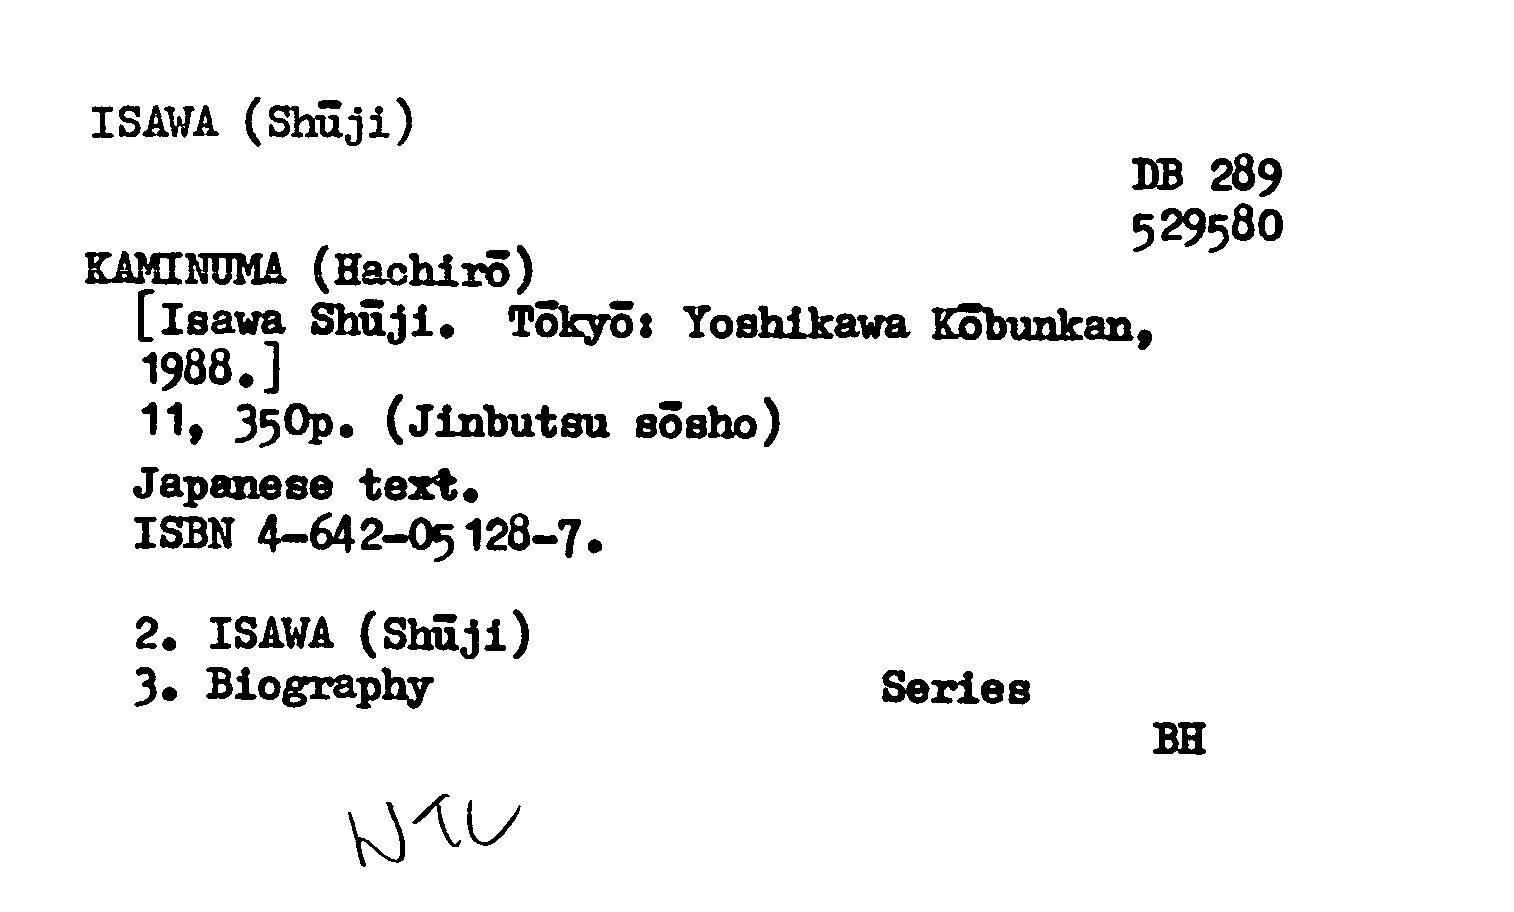 ISAWA (Shūji)
DB 289
529580
KAMINUMA (Hachirō)
[Isawa Shūji. Tōkyō: Yoshikawa Kōbunkan,
1988.]
11, 350p. (Jinbutsu sōsho)
Japanese text.
ISBN 4-642-05128-7.
2. ISAWA (Shūji)
3. Biography Series
BH